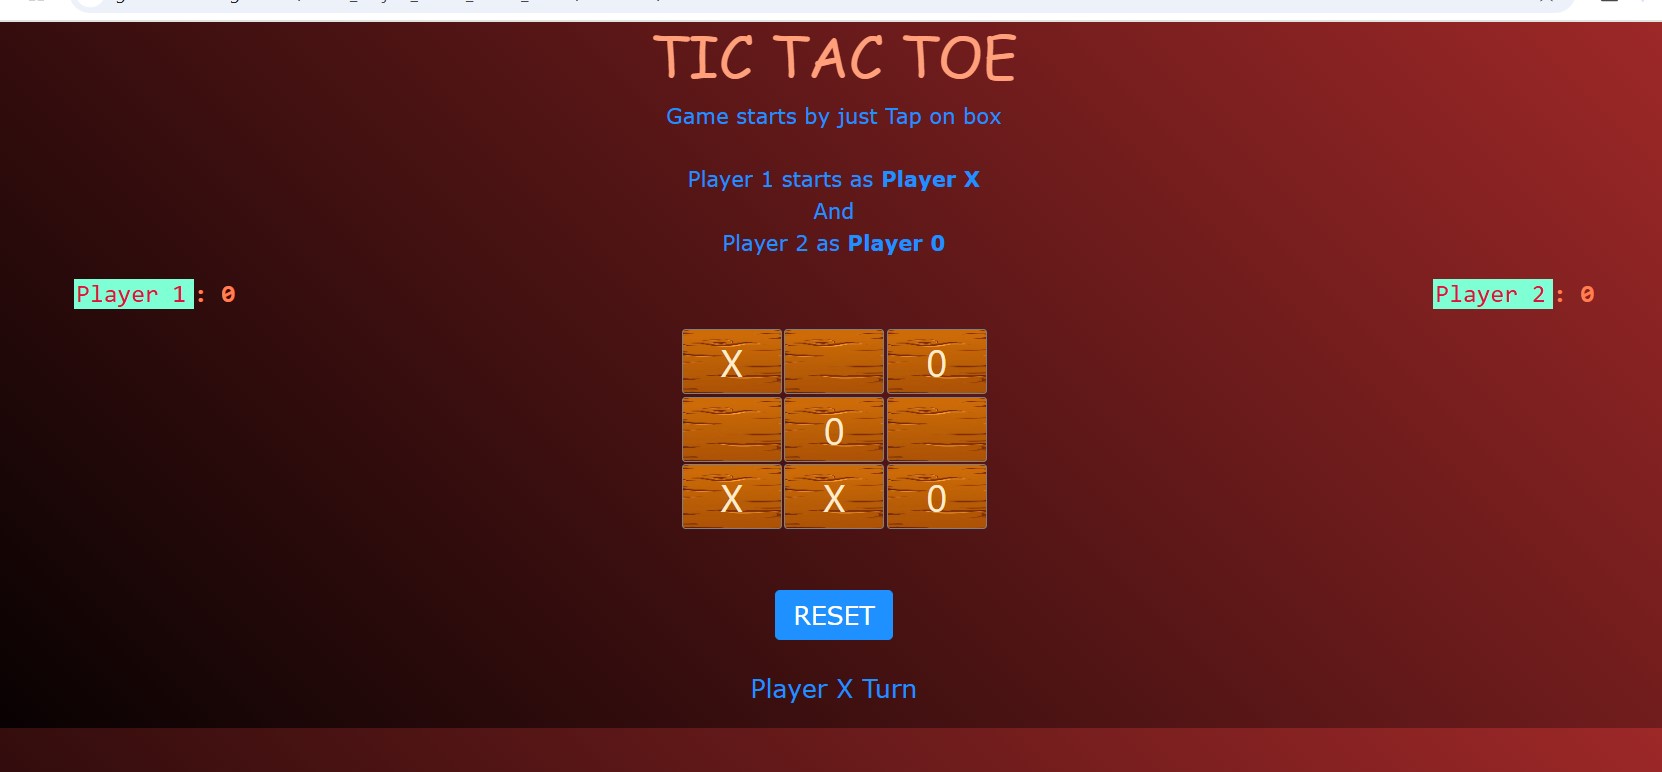 TIC TAC TOE
Game starts by just Tap on box
Player 1 starts as Player X
And
Player 2 as Player 0
Player 1 : 0
Player 2 : 0
X 0
0
X X 0
RESET
Player X Turn